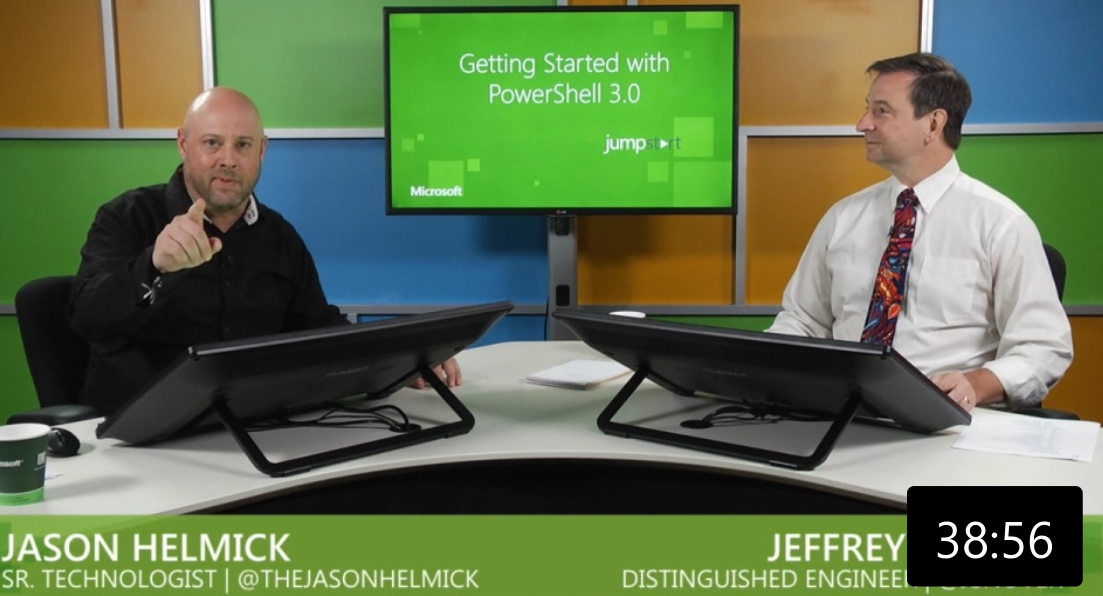 Getting Started with
PowerShell 3.0
jumpstart
Microsoft
JASON HELMICK
JEFFREY
SR. TECHNOLOGIST | @THEJASONHELMICK
DISTINGUISHED ENGINEER
38:56